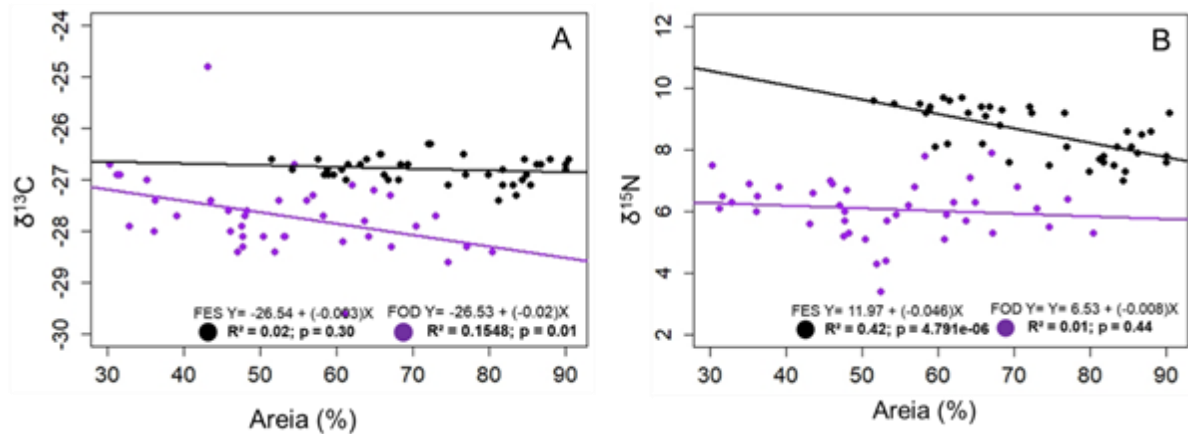 A
-24
-25
-26
-27
-28
-29
-30
δ¹³C
30 40 50 60 70 80 90
Areia (%)
FES Y= -26.54 + (-0.003)X
R² = 0.02; p = 0.30
FOD Y= -26.53 + (-0.02)X
R² = 0.1548; p = 0.01
B
12
10
8
6
4
2
δ¹⁵N
30 40 50 60 70 80 90
Areia (%)
FES Y= 11.97 + (-0.046)X
R² = 0.42; p = 4.791e-06
FOD Y= Y= 6.53 + (-0.008)X
R² = 0.01; p = 0.44